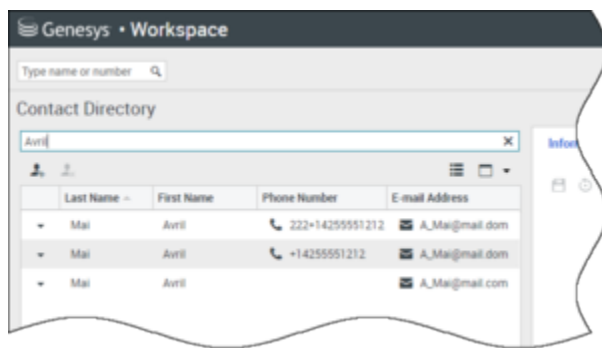 Genesys • Workspace
Type name or number
Contact Directory
Avril
Infor
Last Name First Name Phone Number E-mail Address
Mai Avril 222+14255551212 A_Mai@mail.dom
Mai Avril +14255551212 A_Mai@mail.dom
Mai Avril A_Mai@mail.com